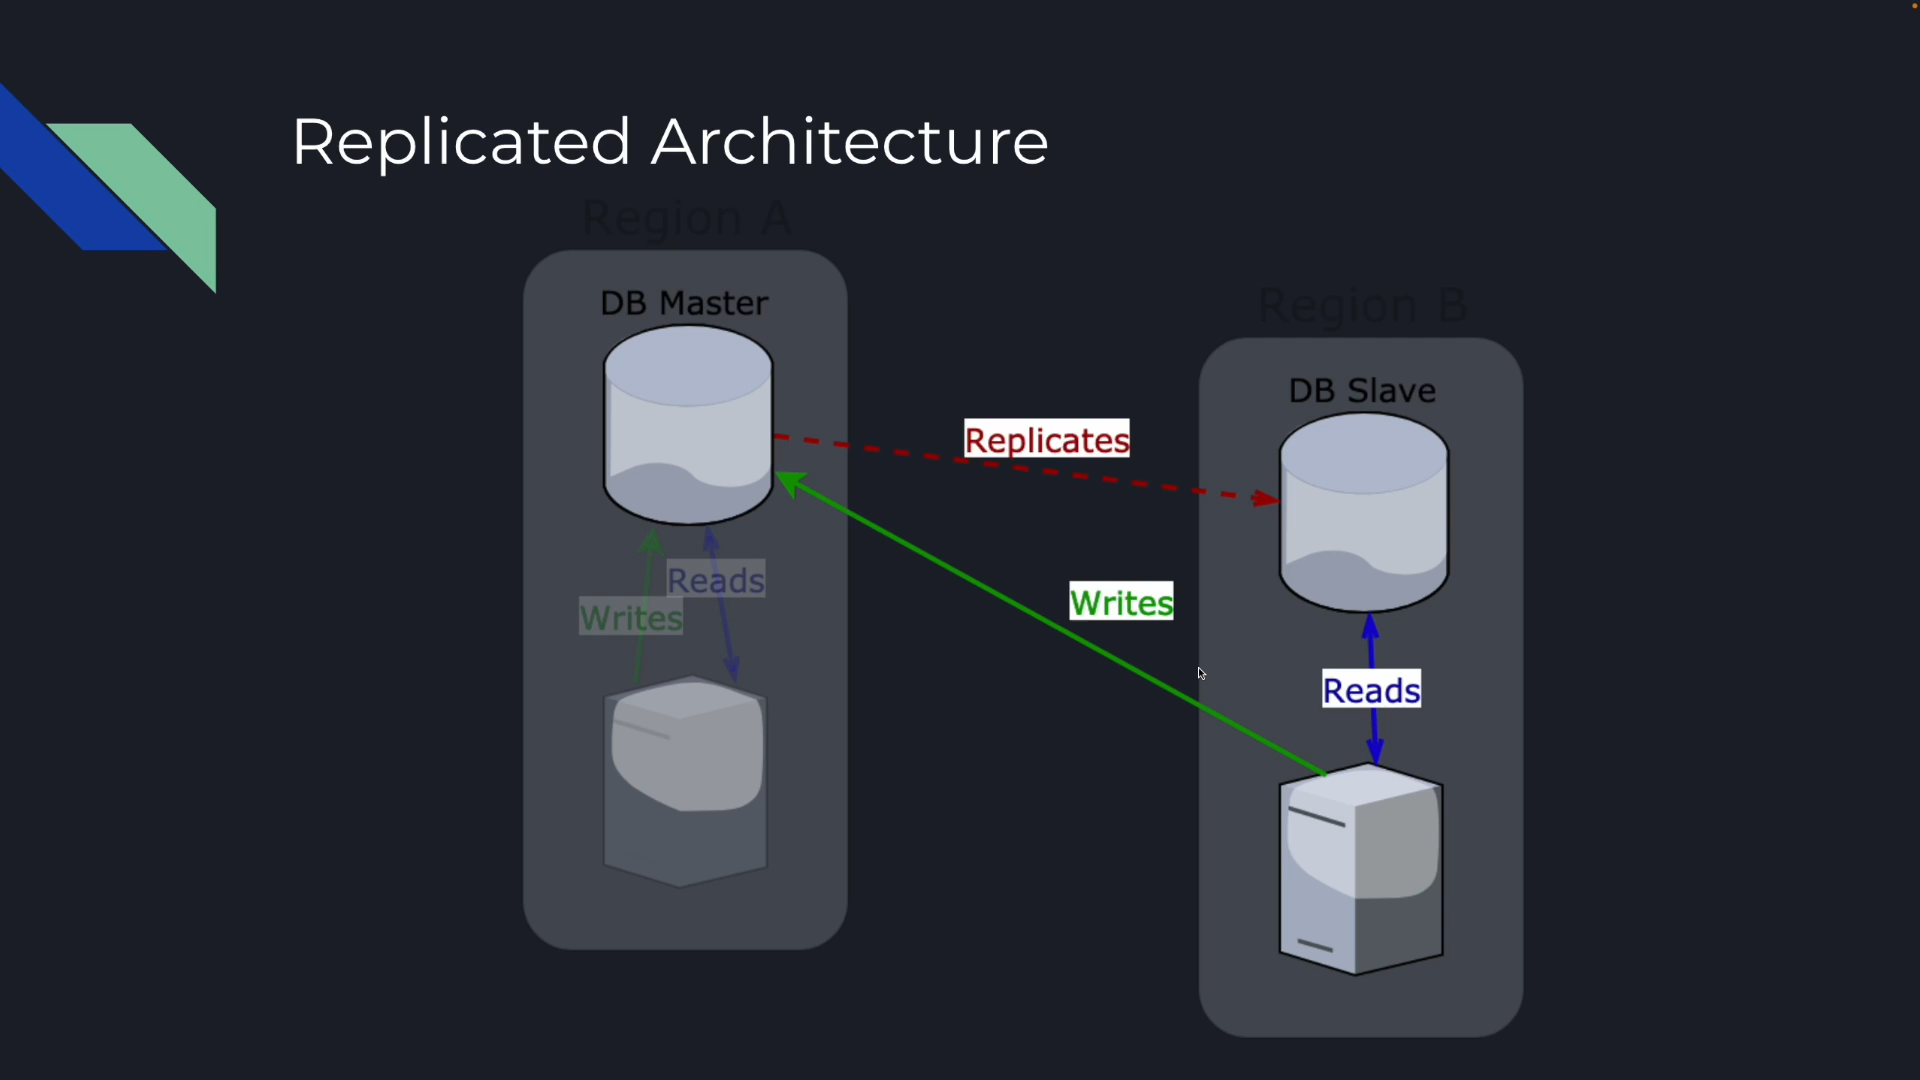 Replicated Architecture
Region A
Region B
DB Master
DB Slave
Replicates
Reads
Writes
Writes
Reads